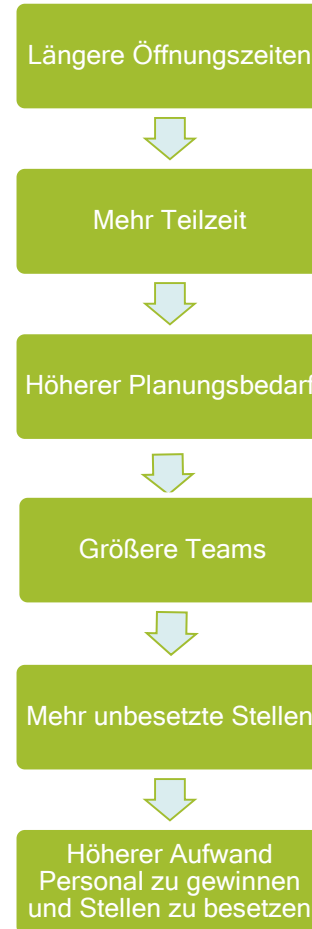 Längere Öffnungszeiten
Mehr Teilzeit
Höherer Planungsbedarf
Größere Teams
Mehr unbesetzte Stellen
Höherer Aufwand
Personal zu gewinnen
und Stellen zu besetzen